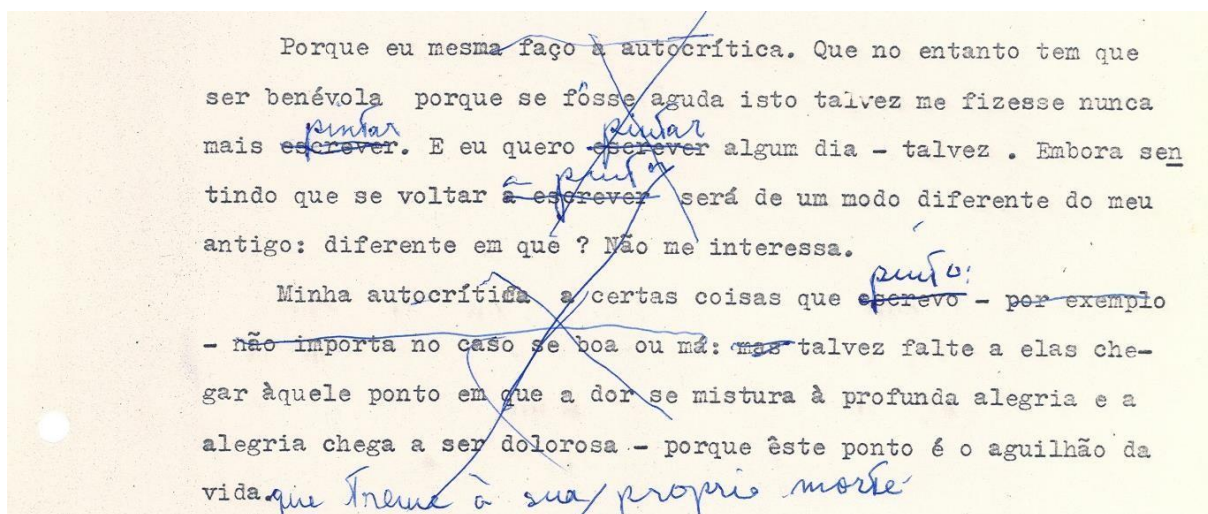 Porque eu mesma faço a autocrítica. Que no entanto tem que
ser benévola porque se fôsse aguda isto talvez me fizesse nunca
pintar pintar
mais escrever. E eu quero escrever algum dia - talvez . Embora sen
a pintar
tindo que se voltar a escrever será de um modo diferente do meu
antigo: diferente em que ? Não me interessa.
pinto:
Minha autocrítica a certas coisas que escrevo - por exemplo
- não importa no caso se boa ou má: mas talvez falte a elas che-
gar àquele ponto em que a dor se mistura à profunda alegria e a
alegria chega a ser dolorosa - porque êste ponto é o aguilhão da
vida. que treme à sua propria morte